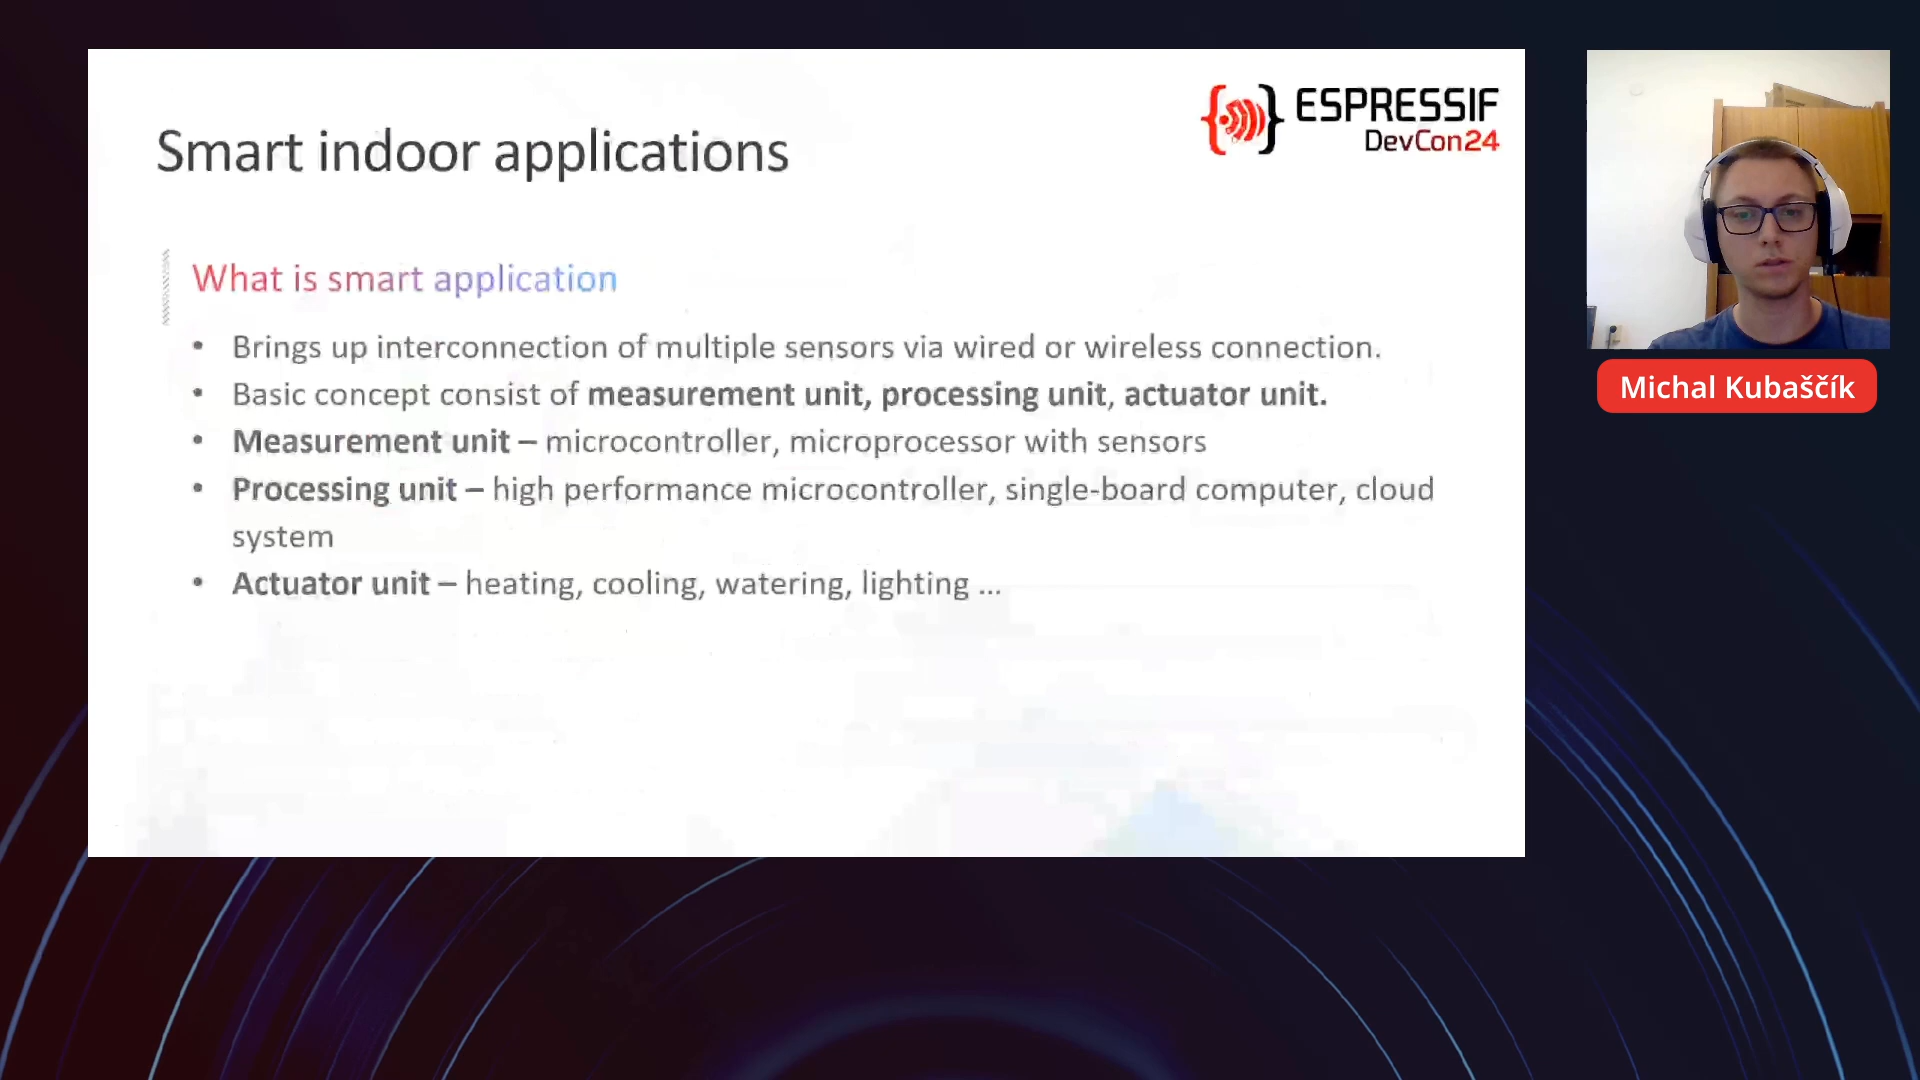 Smart indoor applications
ESPRESSIF
DevCon24
What is smart application
• Brings up interconnection of multiple sensors via wired or wireless connection.
• Basic concept consist of measurement unit, processing unit, actuator unit.
• Measurement unit – microcontroller, microprocessor with sensors
• Processing unit – high performance microcontroller, single-board computer, cloud
system
• Actuator unit – heating, cooling, watering, lighting ...
Michal Kubaščík